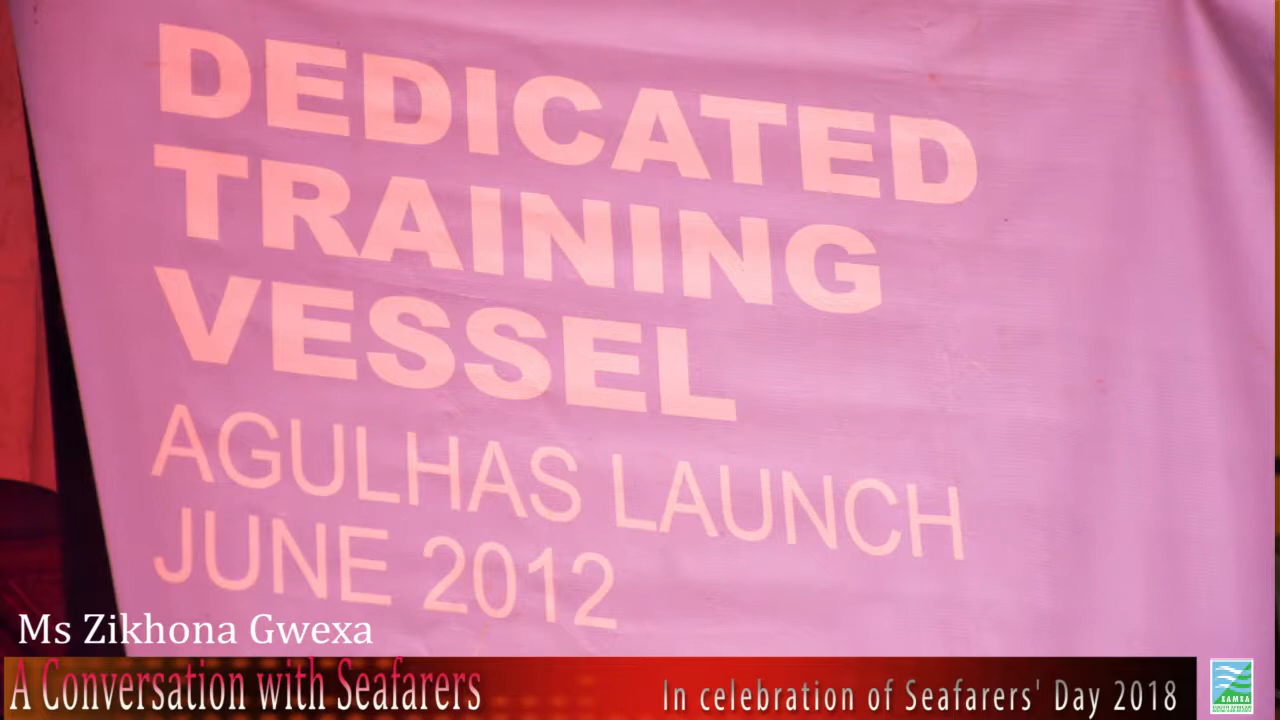 DEDICATED
TRAINING
VESSEL
AGULHAS LAUNCH
JUNE 2012
Ms Zikhona Gwexa
A Conversation with Seafarers
In celebration of Seafarers' Day 2018
SAMSA